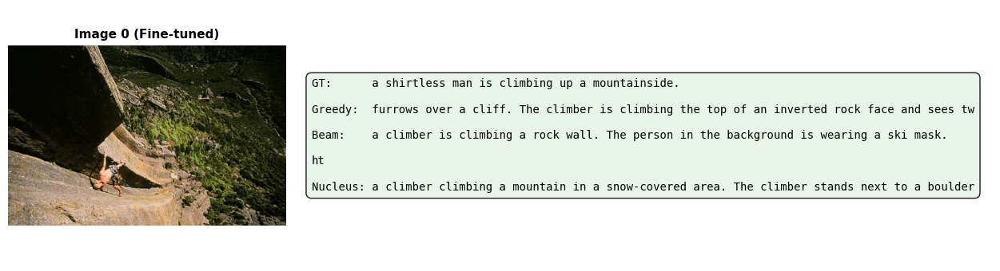 Image 0 (Fine-tuned)
GT: a shirtless man is climbing up a mountainside.
Greedy: furrows over a cliff. The climber is climbing the top of an inverted rock face and sees tw
Beam: a climber is climbing a rock wall. The person in the background is wearing a ski mask.
ht
Nucleus: a climber climbing a mountain in a snow-covered area. The climber stands next to a boulder